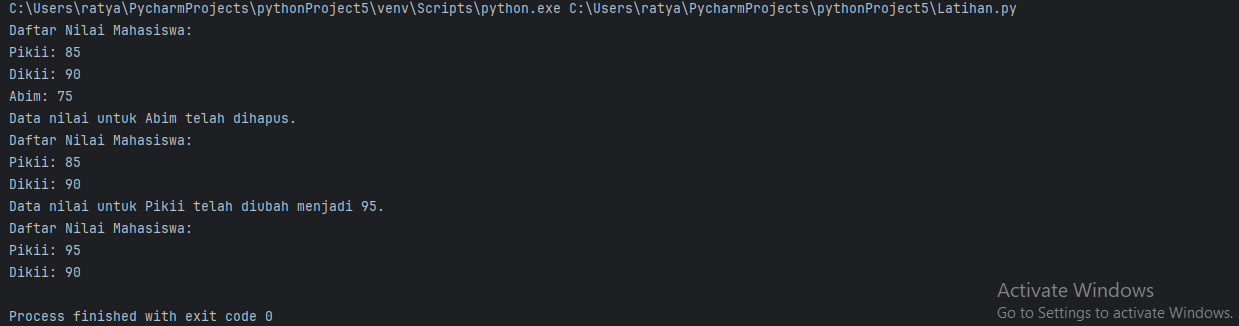 C:\Users\ratya\PycharmProjects\pythonProject5\venv\Scripts\python.exe C:\Users\ratya\PycharmProjects\pythonProject5\Latihan.py
Daftar Nilai Mahasiswa:
Pikii: 85
Dikii: 90
Abim: 75
Data nilai untuk Abim telah dihapus.
Daftar Nilai Mahasiswa:
Pikii: 85
Dikii: 90
Data nilai untuk Pikii telah diubah menjadi 95.
Daftar Nilai Mahasiswa:
Pikii: 95
Dikii: 90
Process finished with exit code 0
Activate Windows
Go to Settings to activate Windows.